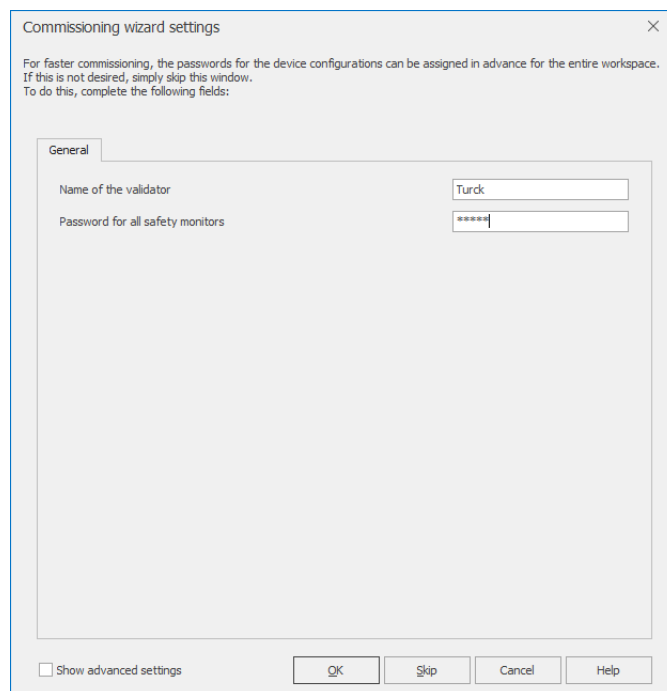 Commissioning wizard settings
For faster commissioning, the passwords for the device configurations can be assigned in advance for the entire workspace.
If this is not desired, simply skip this window.
To do this, complete the following fields:
General
Name of the validator Turck
Password for all safety monitors *****
Show advanced settings OK Skip Cancel Help